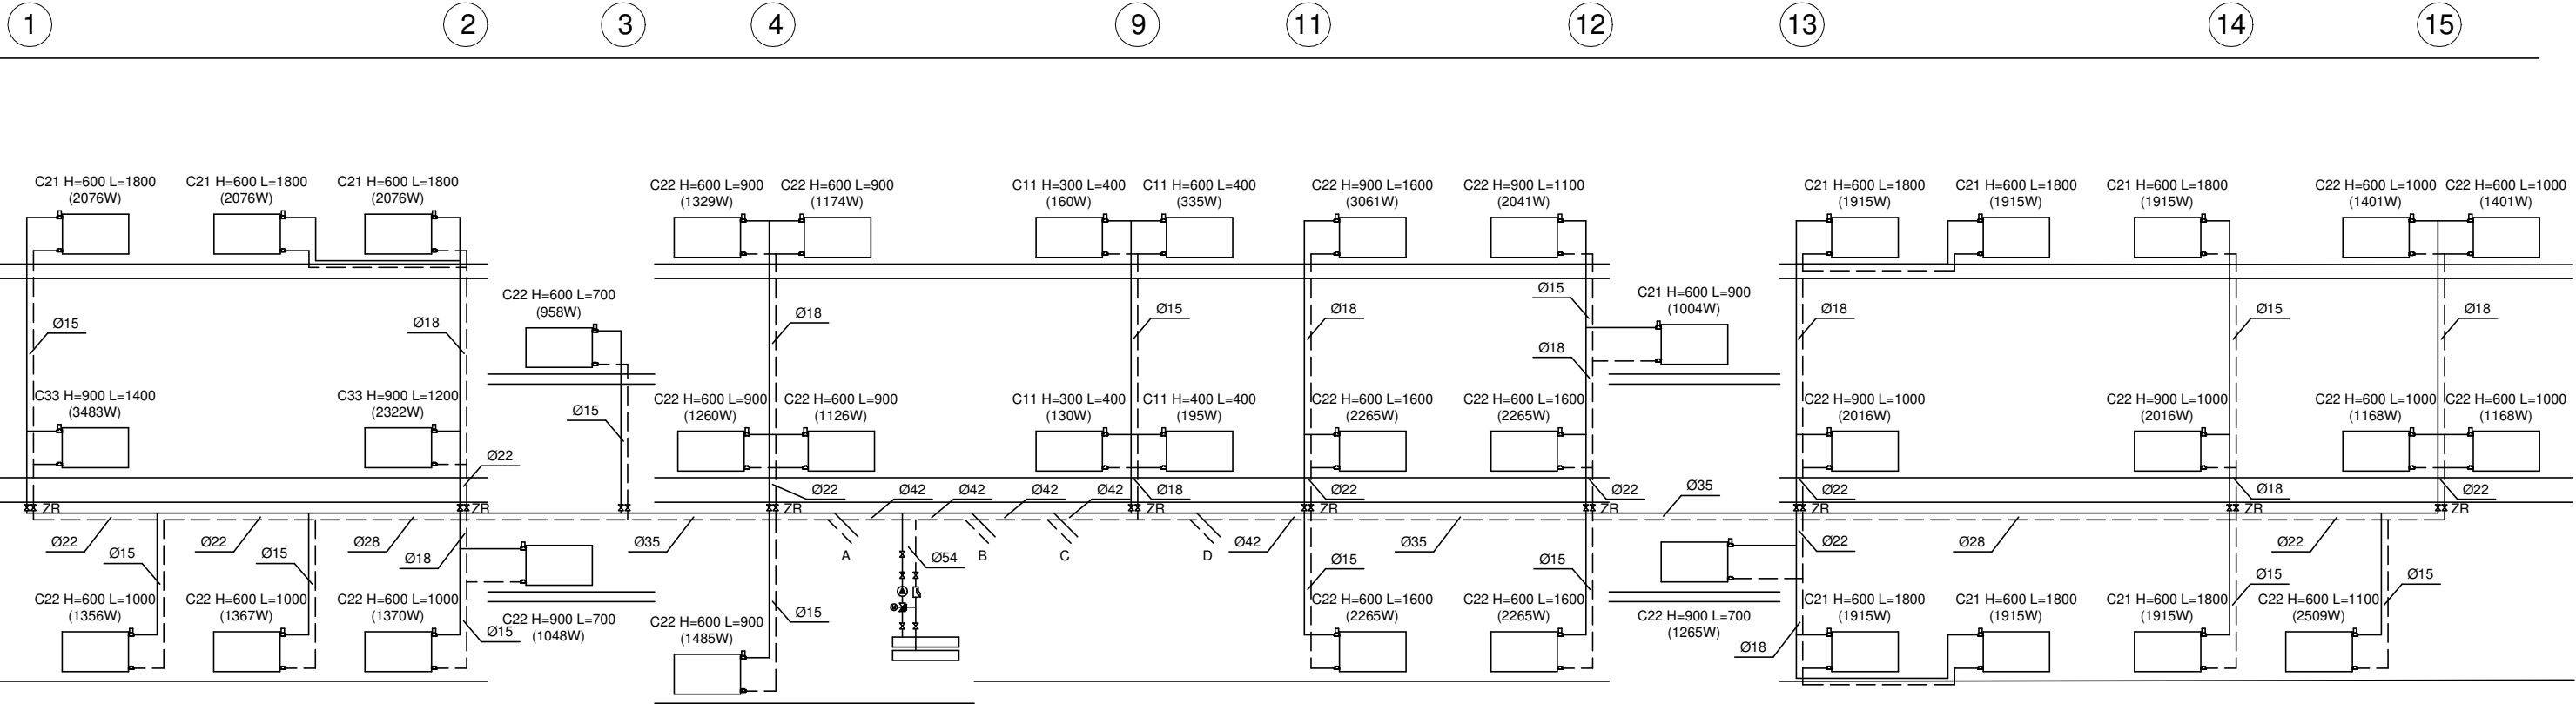 1 2 3 4 9 11 12 13 14 15
C21 H=600 L=1800
(2076W)
C21 H=600 L=1800
(2076W)
C21 H=600 L=1800
(2076W)
C22 H=600 L=900
(1329W)
C22 H=600 L=900
(1174W)
C11 H=300 L=400
(160W)
C11 H=600 L=400
(335W)
C22 H=900 L=1600
(3061W)
C22 H=900 L=1100
(2041W)
C21 H=600 L=1800
(1915W)
C21 H=600 L=1800
(1915W)
C21 H=600 L=1800
(1915W)
C22 H=600 L=1000
(1401W)
C22 H=600 L=1000
(1401W)
C22 H=600 L=700
(958W)
C21 H=600 L=900
(1004W)
Ø15
Ø18
Ø18
Ø15
Ø18
Ø15
Ø18
Ø18
Ø15
Ø18
Ø15
C33 H=900 L=1400
(3483W)
C33 H=900 L=1200
(2322W)
C22 H=600 L=900
(1260W)
C22 H=600 L=900
(1126W)
C11 H=300 L=400
(130W)
C11 H=400 L=400
(195W)
C22 H=600 L=1600
(2265W)
C22 H=600 L=1600
(2265W)
C22 H=900 L=1000
(2016W)
C22 H=900 L=1000
(2016W)
C22 H=600 L=1000
(1168W)
C22 H=600 L=1000
(1168W)
Ø22
Ø22
Ø42
Ø42
Ø42
Ø42
Ø18
Ø22
Ø22
Ø35
Ø22
Ø18
Ø22
ZR
ZR
ZR
ZR
ZR
ZR
ZR
ZR
ZR
Ø22
Ø15
Ø22
Ø15
Ø28
Ø18
Ø35
A
Ø54
B
C
D
Ø42
Ø15
Ø35
Ø15
Ø22
Ø28
Ø15
Ø22
Ø15
C22 H=600 L=1000
(1356W)
C22 H=600 L=1000
(1367W)
C22 H=600 L=1000
(1370W)
Ø15
C22 H=900 L=700
(1048W)
C22 H=600 L=900
(1485W)
Ø15
C22 H=600 L=1600
(2265W)
C22 H=600 L=1600
(2265W)
C22 H=900 L=700
(1265W)
Ø18
C21 H=600 L=1800
(1915W)
C21 H=600 L=1800
(1915W)
C21 H=600 L=1800
(1915W)
C22 H=600 L=1100
(2509W)